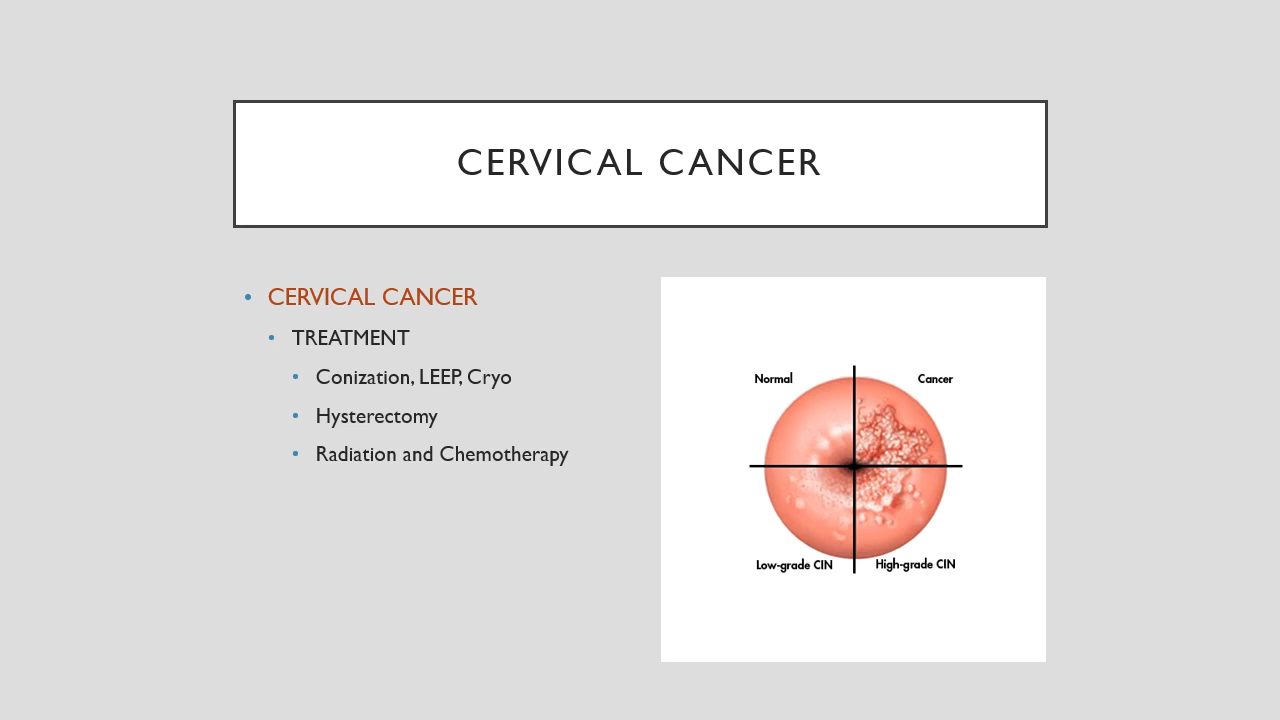 CERVICAL CANCER
CERVICAL CANCER
TREATMENT
Conization, LEEP, Cryo
Hysterectomy
Radiation and Chemotherapy
Normal
Cancer
Low-grade CIN
High-grade CIN